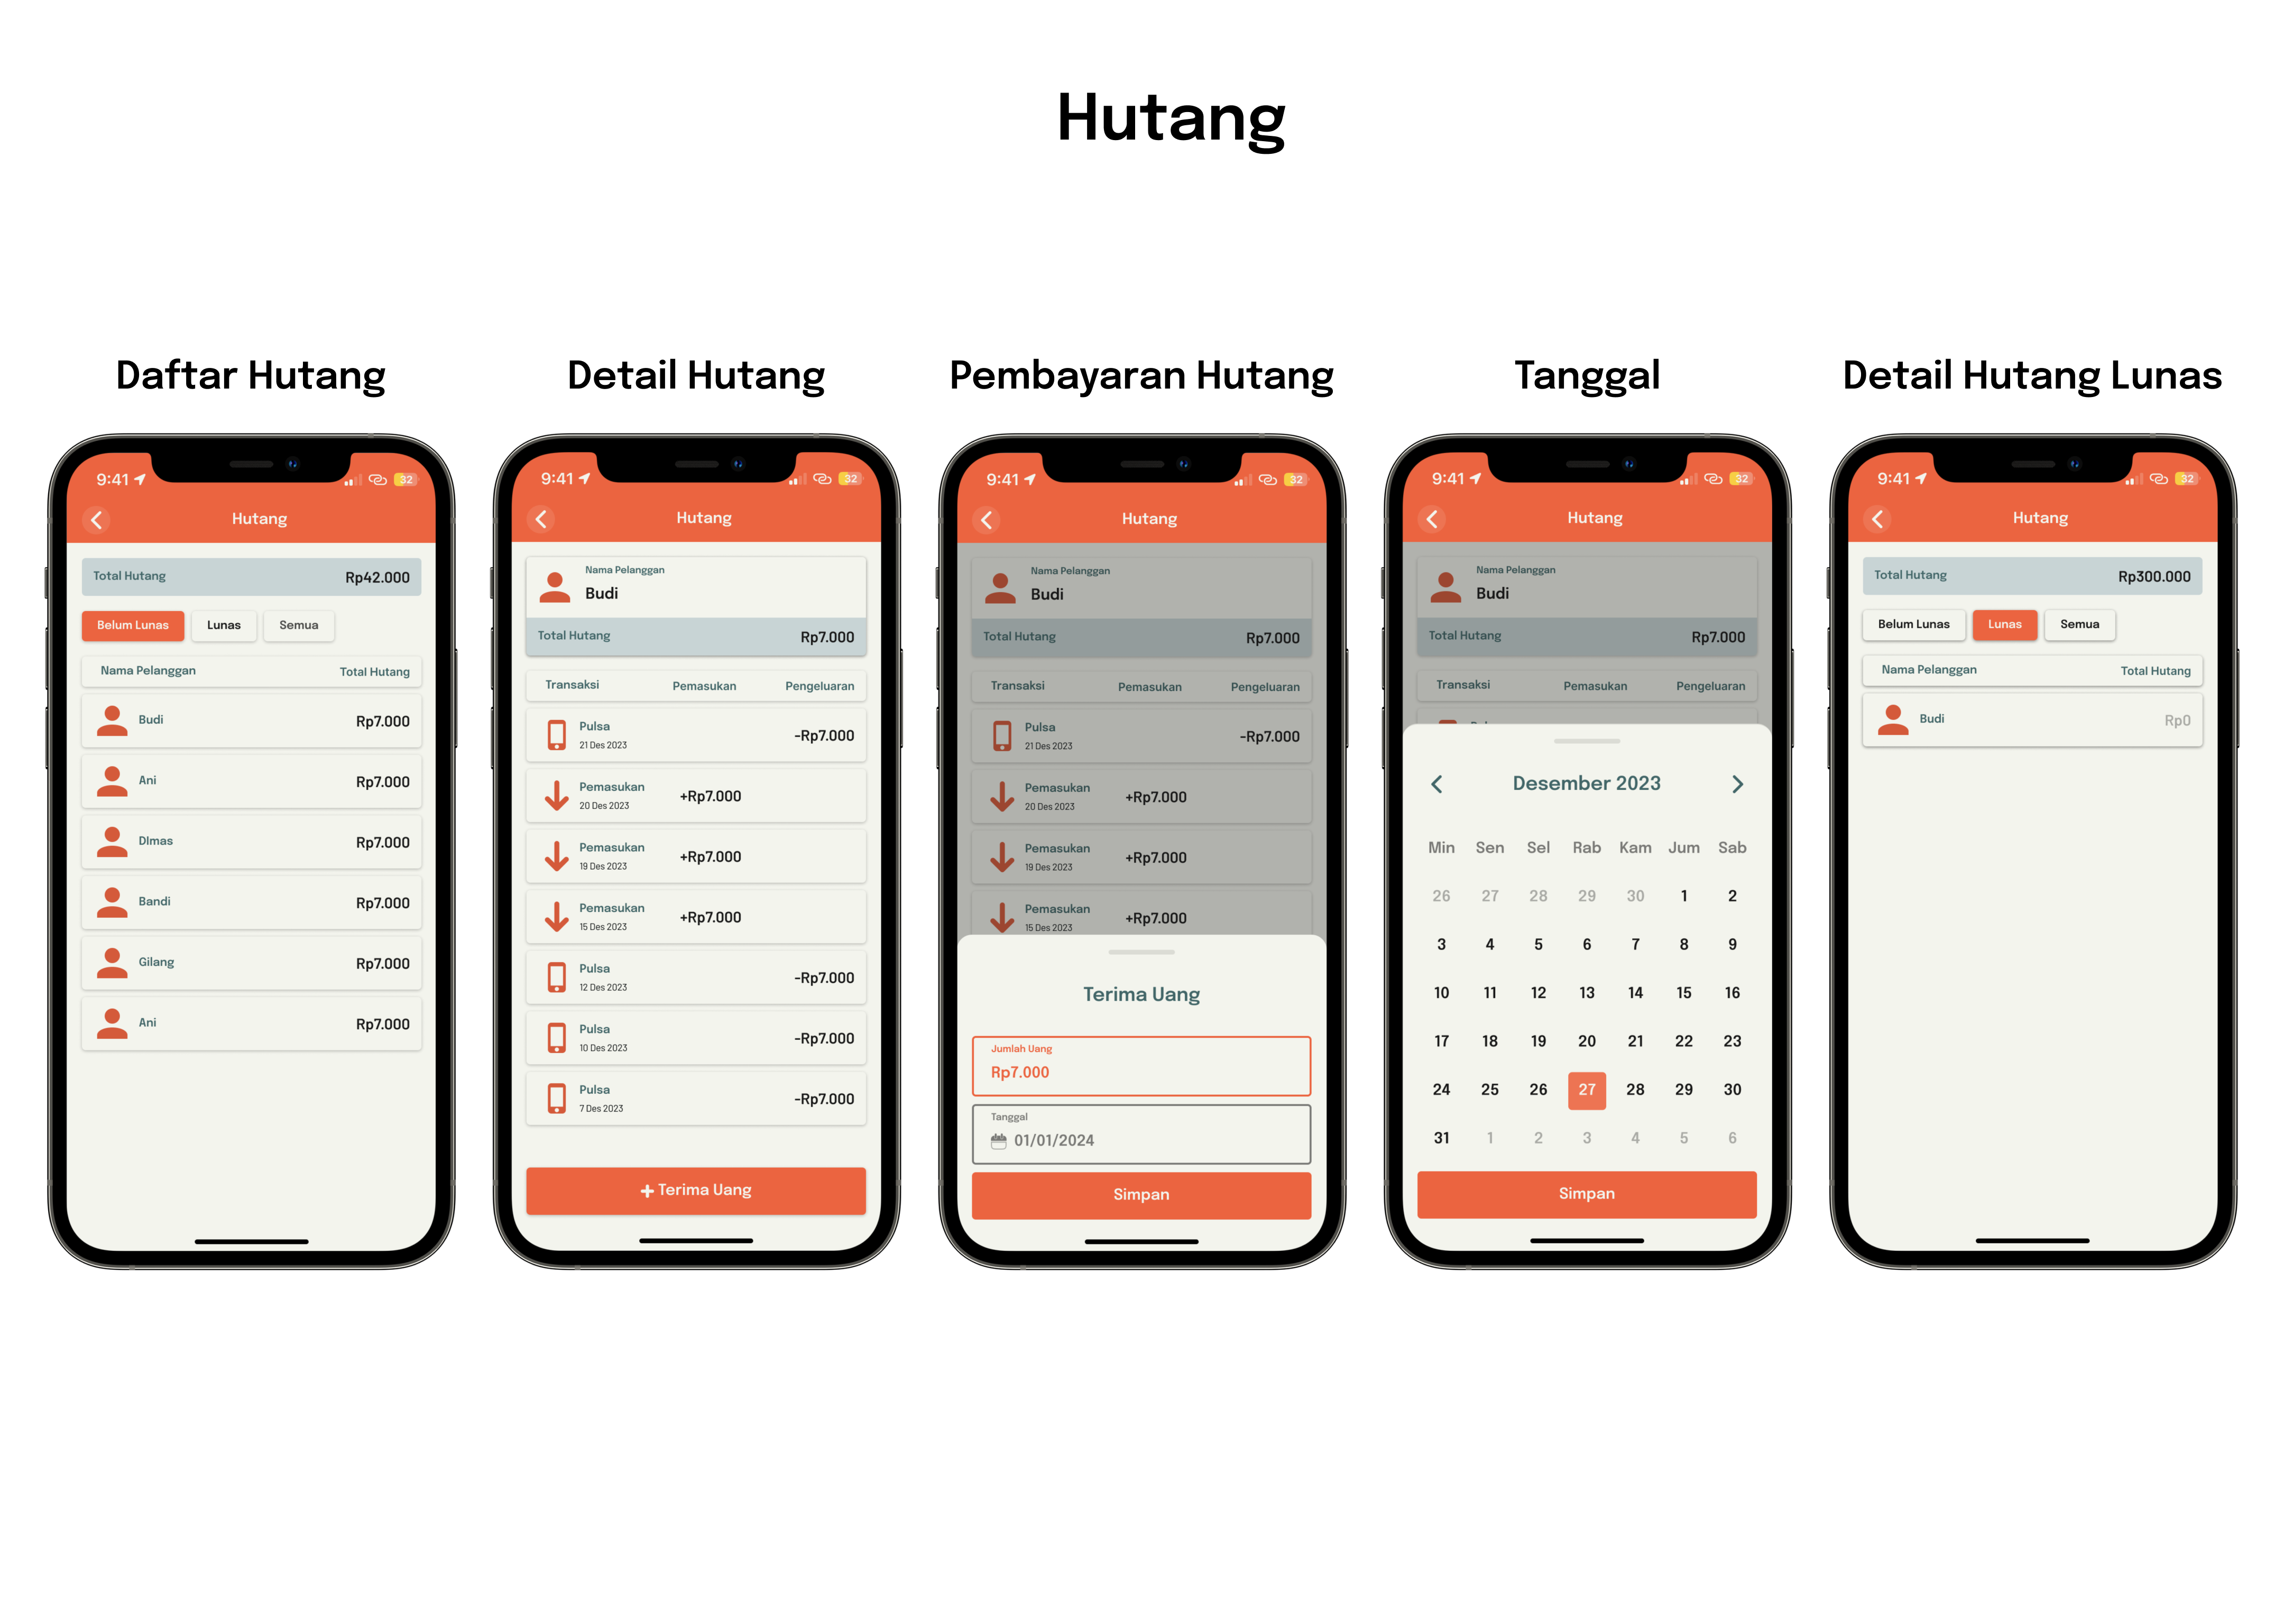 Hutang
Daftar Hutang
9:41
32
Hutang
Total Hutang Rp42.000
Belum Lunas Lunas Semua
Nama Pelanggan Total Hutang
Budi Rp7.000
Ani Rp7.000
DImas Rp7.000
Bandi Rp7.000
Gilang Rp7.000
Ani Rp7.000
Detail Hutang
9:41
32
Hutang
Nama Pelanggan
Budi
Total Hutang Rp7.000
Transaksi Pemasukan Pengeluaran
Pulsa
21 Des 2023
-Rp7.000
Pemasukan
20 Des 2023
+Rp7.000
Pemasukan
19 Des 2023
+Rp7.000
Pemasukan
15 Des 2023
+Rp7.000
Pulsa
12 Des 2023
-Rp7.000
Pulsa
10 Des 2023
-Rp7.000
Pulsa
7 Des 2023
-Rp7.000
+ Terima Uang
Pembayaran Hutang
9:41
32
Hutang
Nama Pelanggan
Budi
Total Hutang Rp7.000
Transaksi Pemasukan Pengeluaran
Pulsa
21 Des 2023
-Rp7.000
Pemasukan
20 Des 2023
+Rp7.000
Pemasukan
19 Des 2023
+Rp7.000
Pemasukan
15 Des 2023
+Rp7.000
Terima Uang
Jumlah Uang
Rp7.000
Tanggal
01/01/2024
Simpan
Tanggal
9:41
32
Hutang
Nama Pelanggan
Budi
Total Hutang Rp7.000
Transaksi Pemasukan Pengeluaran
Desember 2023
Min Sen Sel Rab Kam Jum Sab
26 27 28 29 30 1 2
3 4 5 6 7 8 9
10 11 12 13 14 15 16
17 18 19 20 21 22 23
24 25 26 27 28 29 30
31 1 2 3 4 5 6
Simpan
Detail Hutang Lunas
9:41
32
Hutang
Total Hutang Rp300.000
Belum Lunas Lunas Semua
Nama Pelanggan Total Hutang
Budi Rp0